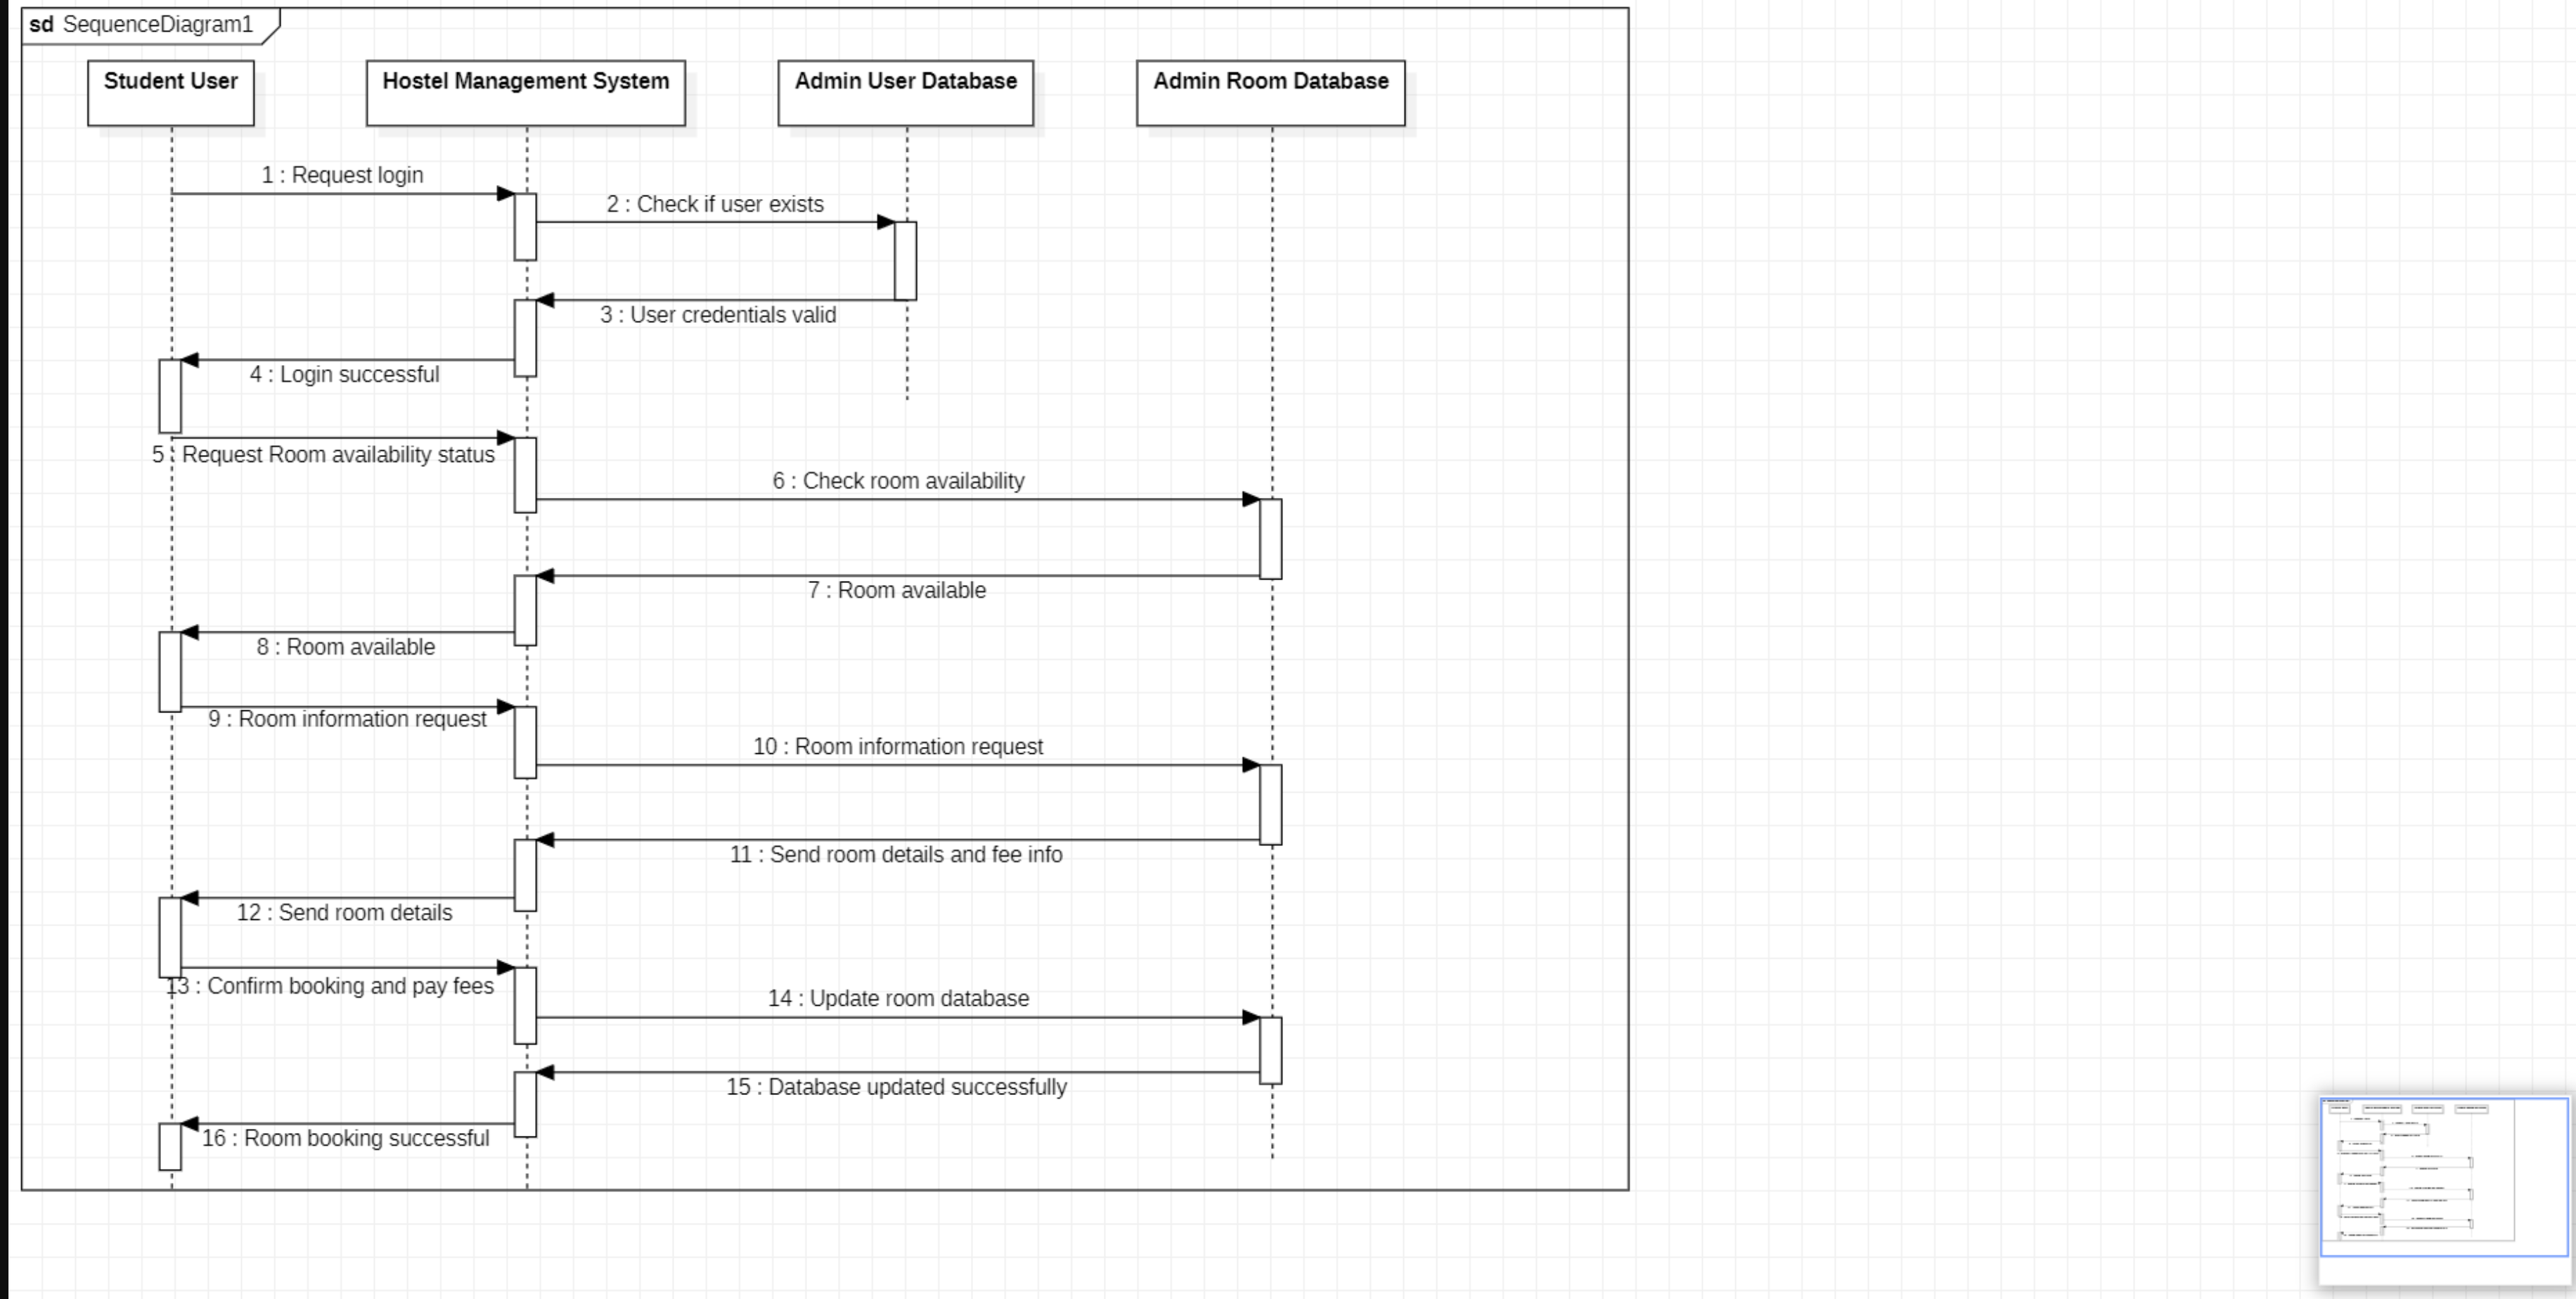 sd SequenceDiagram1
Student User
Hostel Management System
Admin User Database
Admin Room Database
1 : Request login
2 : Check if user exists
3 : User credentials valid
4 : Login successful
5 : Request Room availability status
6 : Check room availability
7 : Room available
8 : Room available
9 : Room information request
10 : Room information request
11 : Send room details and fee info
12 : Send room details
13 : Confirm booking and pay fees
14 : Update room database
15 : Database updated successfully
16 : Room booking successful